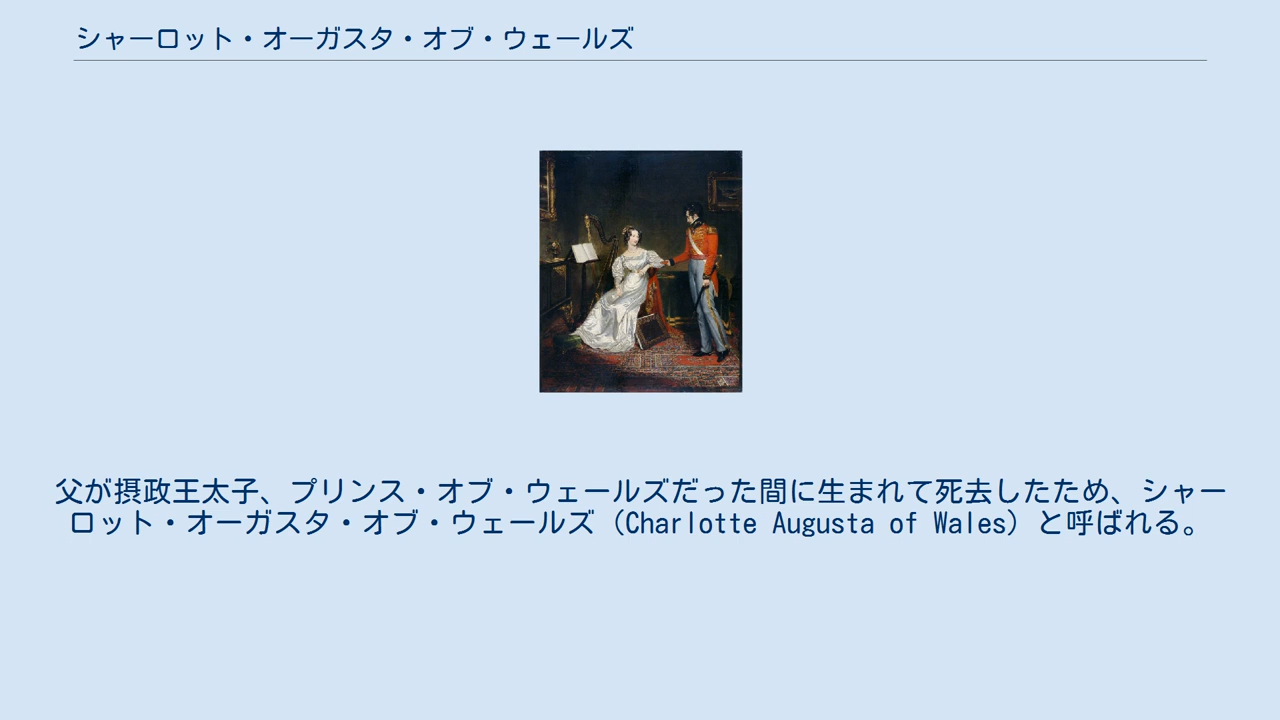 シャーロット・オーガスタ・オブ・ウェールズ
父が摂政王太子、プリンス・オブ・ウェールズだった間に生まれて死去したため、シャー
ロット・オーガスタ・オブ・ウェールズ（Charlotte Augusta of Wales）と呼ばれる。